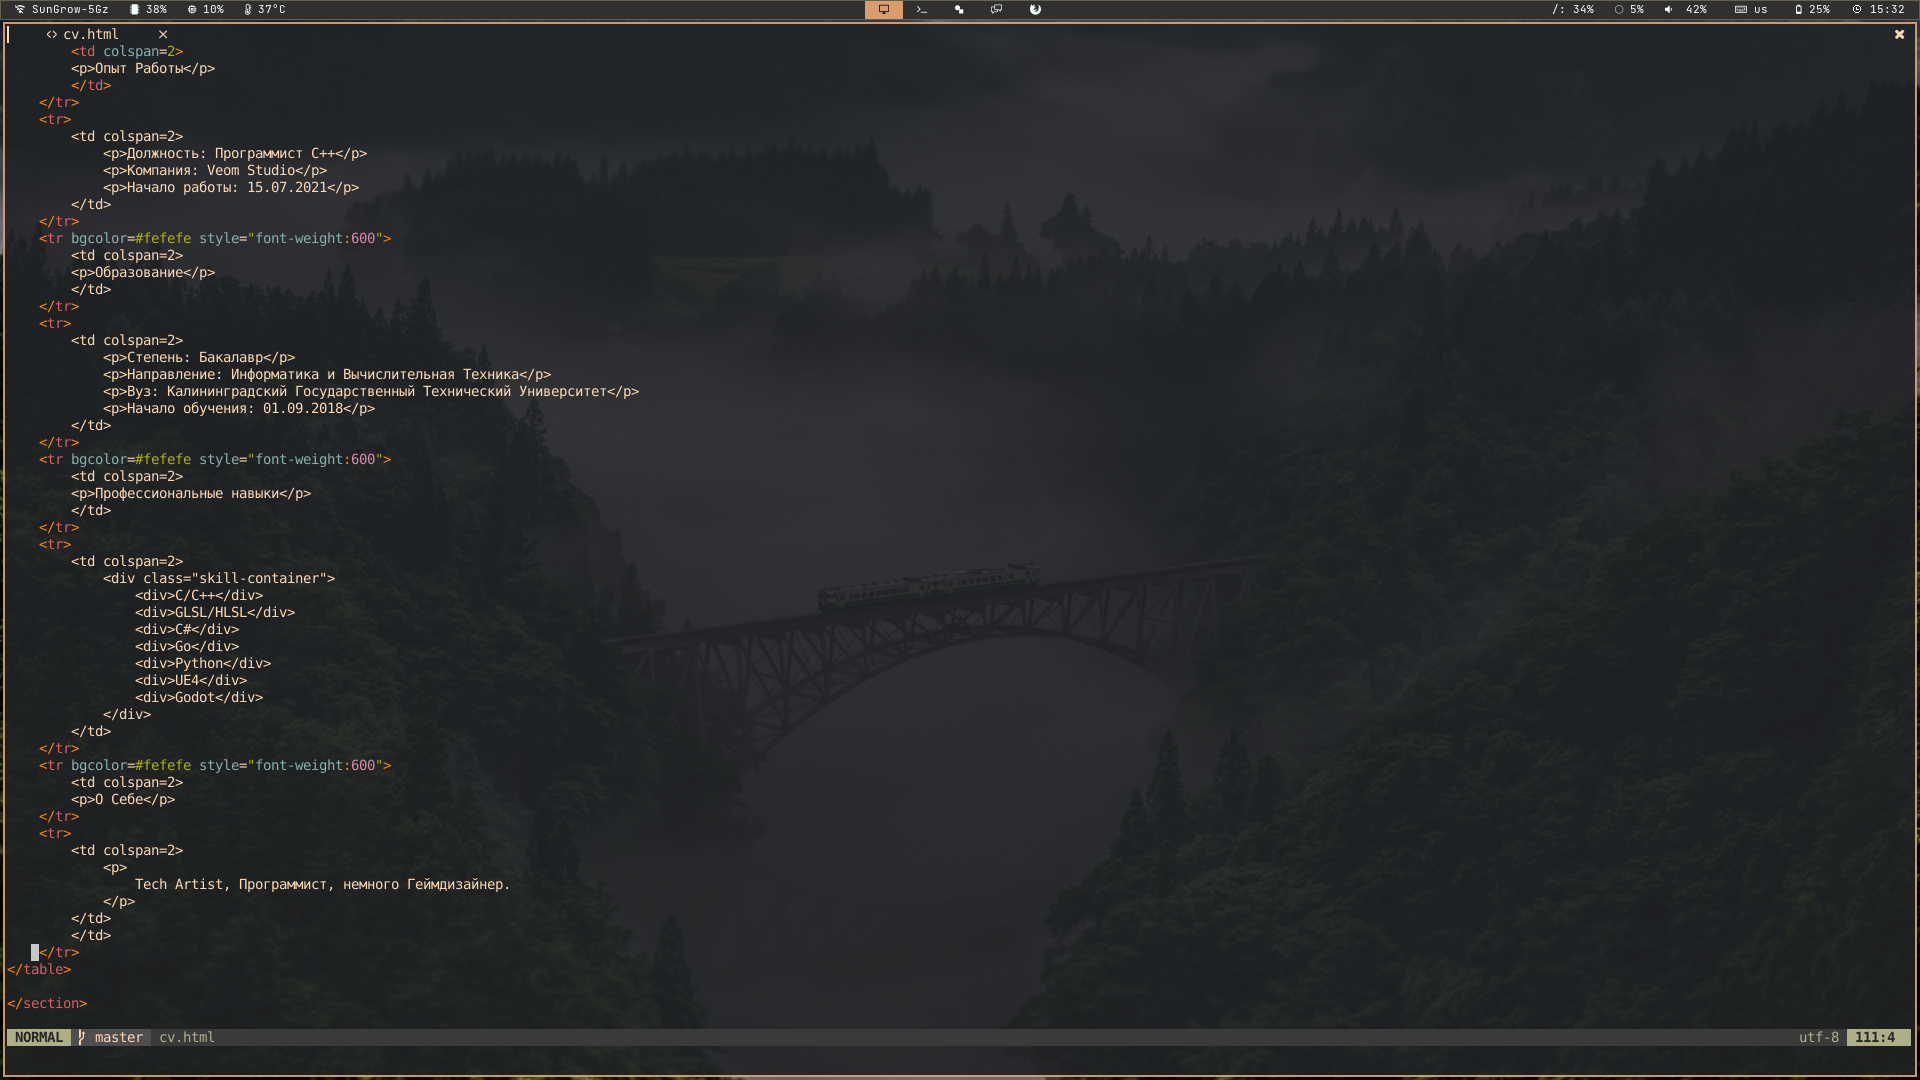 SunGrow-5Gz 38% 10% 37°C /: 34% 5% 42% us 25% 15:32
<> cv.html × ✖
        <td colspan=2>
        <p>Опыт Работы</p>
        </td>
    </tr>
    <tr>
        <td colspan=2>
            <p>Должность: Программист C++</p>
            <p>Компания: Veom Studio</p>
            <p>Начало работы: 15.07.2021</p>
        </td>
    </tr>
    <tr bgcolor=#fefefe style="font-weight:600">
        <td colspan=2>
        <p>Образование</p>
        </td>
    </tr>
    <tr>
        <td colspan=2>
            <p>Степень: Бакалавр</p>
            <p>Направление: Информатика и Вычислительная Техника</p>
            <p>Вуз: Калининградский Государственный Технический Университет</p>
            <p>Начало обучения: 01.09.2018</p>
        </td>
    </tr>
    <tr bgcolor=#fefefe style="font-weight:600">
        <td colspan=2>
        <p>Профессиональные навыки</p>
        </td>
    </tr>
    <tr>
        <td colspan=2>
            <div class="skill-container">
                <div>C/C++</div>
                <div>GLSL/HLSL</div>
                <div>C#</div>
                <div>Go</div>
                <div>Python</div>
                <div>UE4</div>
                <div>Godot</div>
            </div>
        </td>
    </tr>
    <tr bgcolor=#fefefe style="font-weight:600">
        <td colspan=2>
        <p>О Себе</p>
    </tr>
    <tr>
        <td colspan=2>
            <p>
                Tech Artist, Программист, немного Геймдизайнер.
            </p>
        </td>
        </td>
    </tr>
</table>
</section>
NORMAL master cv.html utf-8 111:4